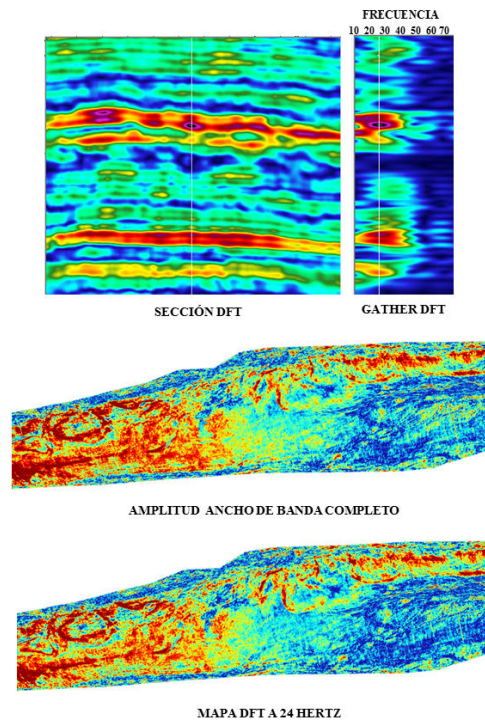 FRECUENCIA
10 20 30 40 50 60 70
SECCIÓN DFT
GATHER DFT
AMPLITUD ANCHO DE BANDA COMPLETO
MAPA DFT A 24 HERTZ